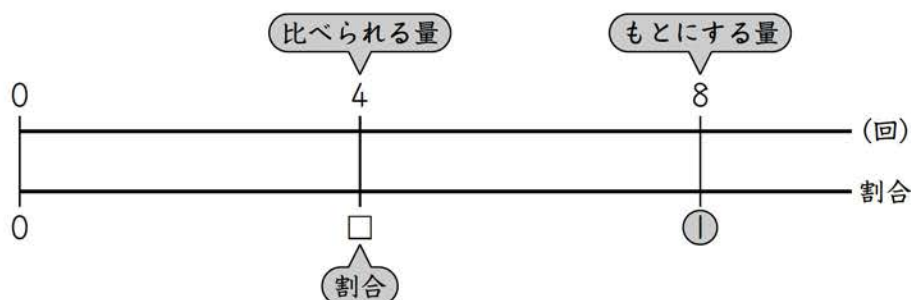 比べられる量 もとにする量
0 4 8
(回)
割合
0 □ 1
割合